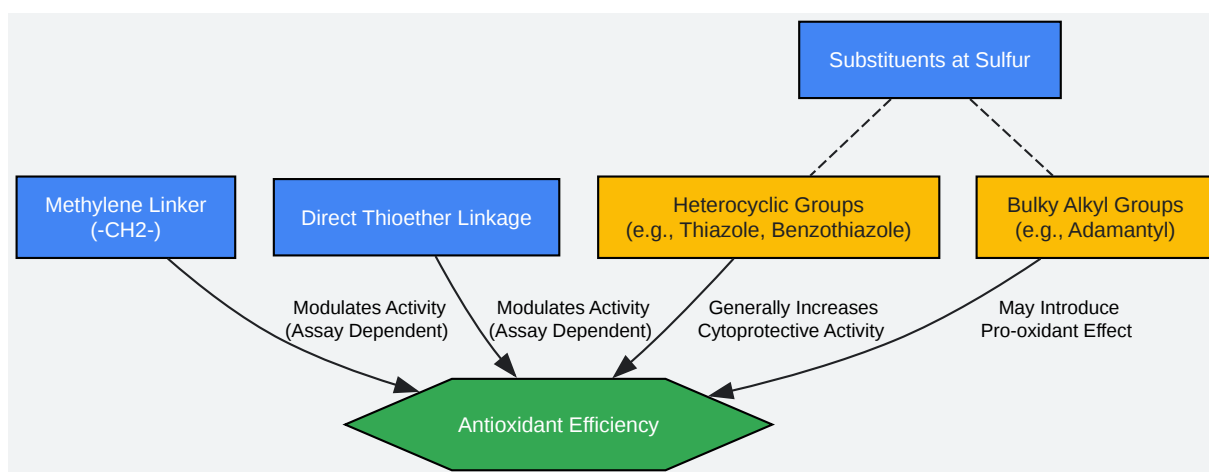 Substituents at Sulfur
Methylene Linker
(-CH2-)
Direct Thioether Linkage
Heterocyclic Groups
(e.g., Thiazole, Benzothiazole)
Bulky Alkyl Groups
(e.g., Adamantyl)
Modulates Activity
(Assay Dependent)
Modulates Activity
(Assay Dependent)
Generally Increases
Cytoprotective Activity
May Introduce
Pro-oxidant Effect
Antioxidant Efficiency